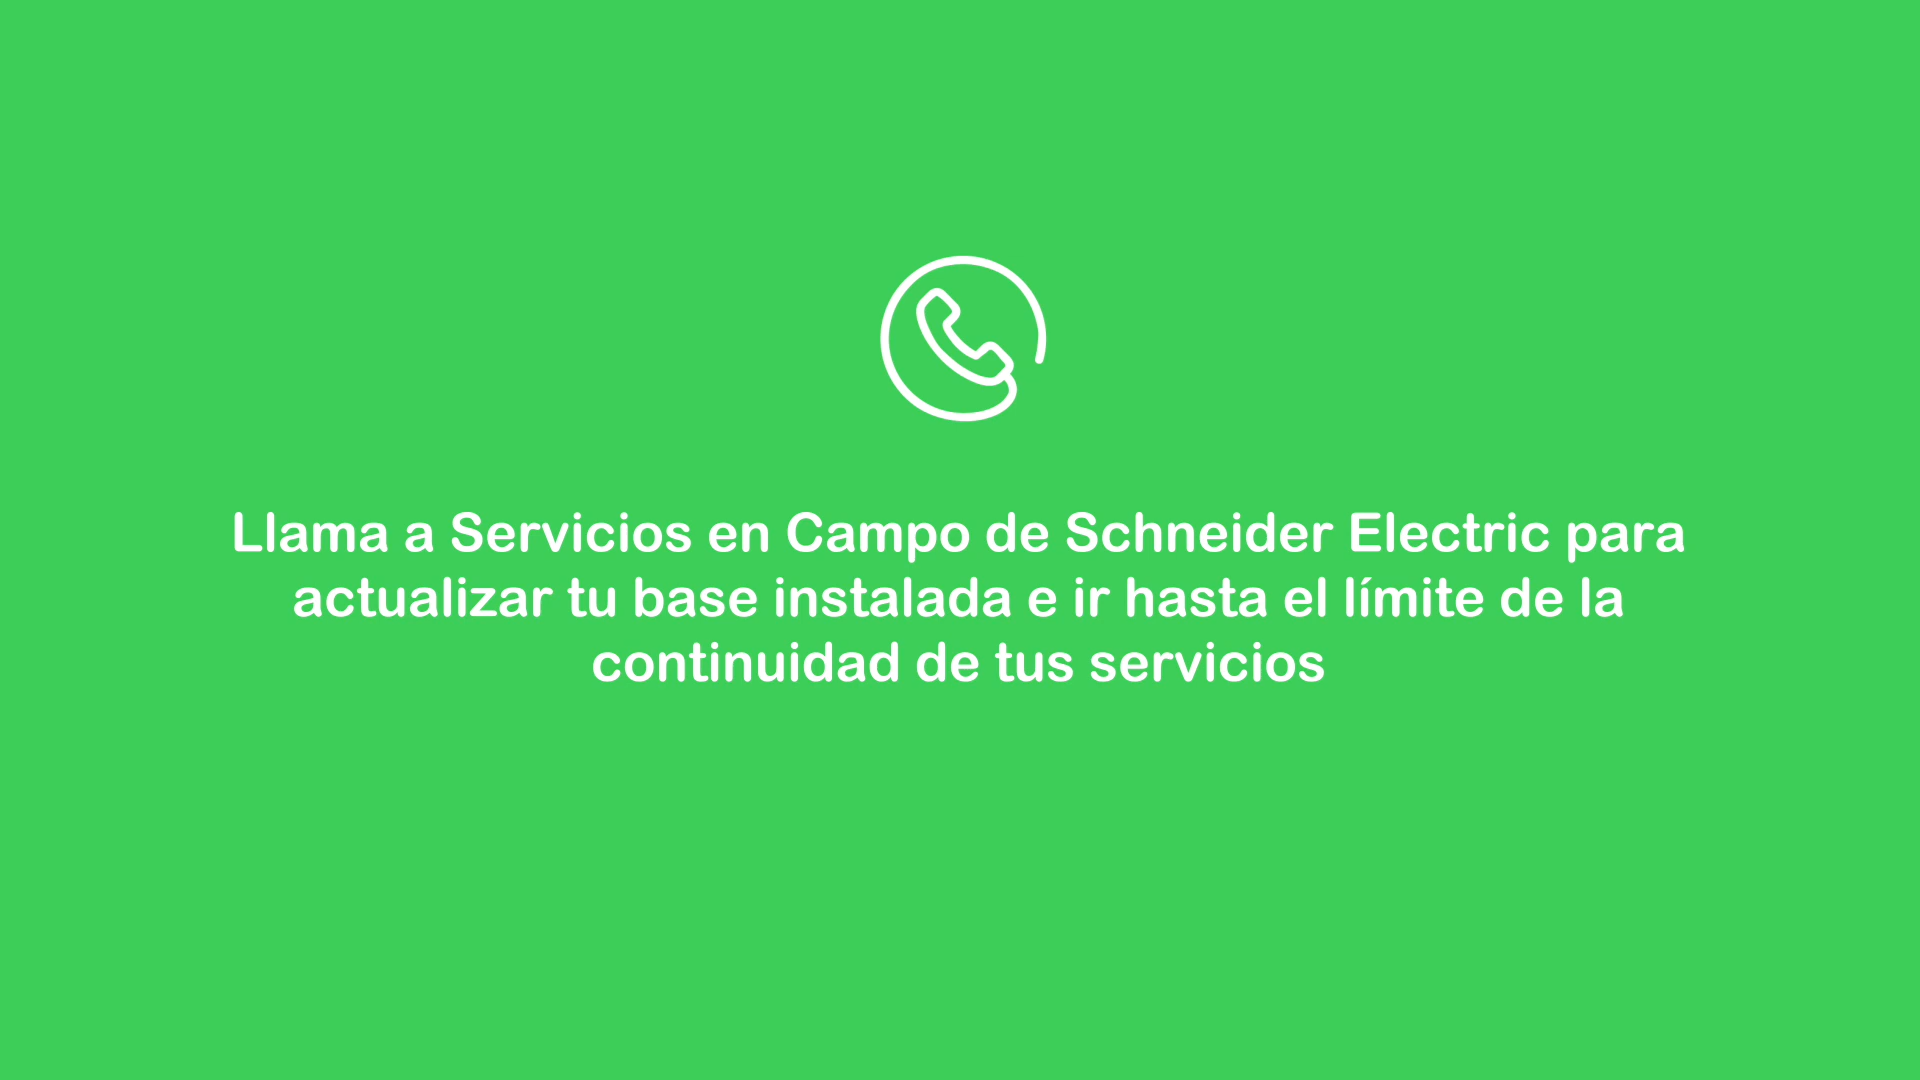 Llama a Servicios en Campo de Schneider Electric para
actualizar tu base instalada e ir hasta el límite de la
continuidad de tus servicios